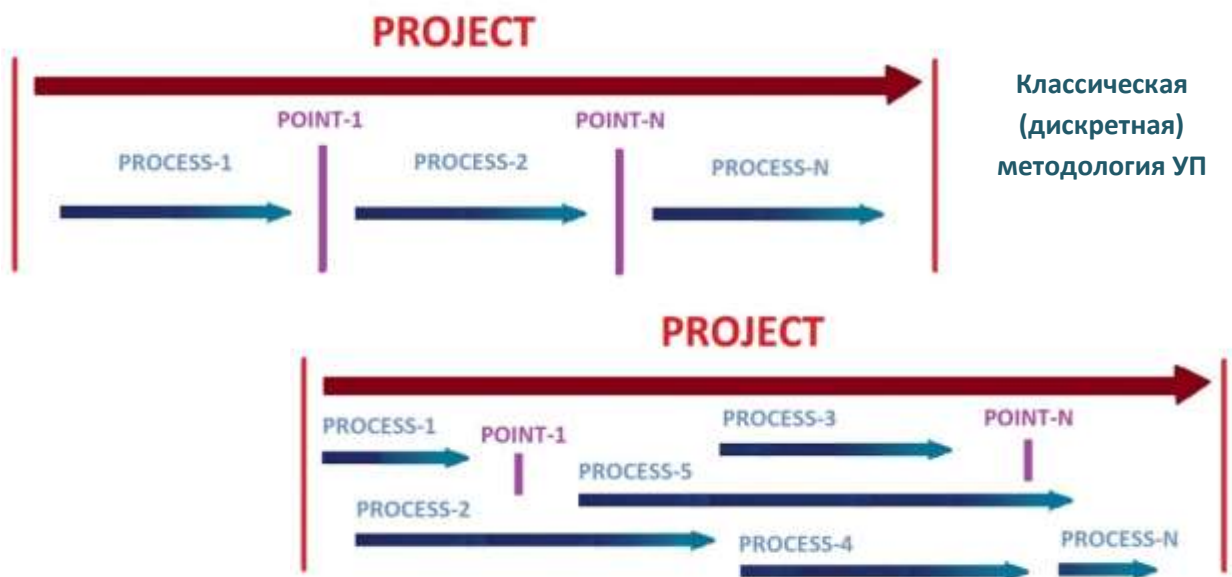 PROJECT
Классическая
(дискретная)
методология УП
POINT-1
POINT-N
PROCESS-1
PROCESS-2
PROCESS-N
PROJECT
PROCESS-1
POINT-1
PROCESS-3
POINT-N
PROCESS-5
PROCESS-2
PROCESS-4
PROCESS-N